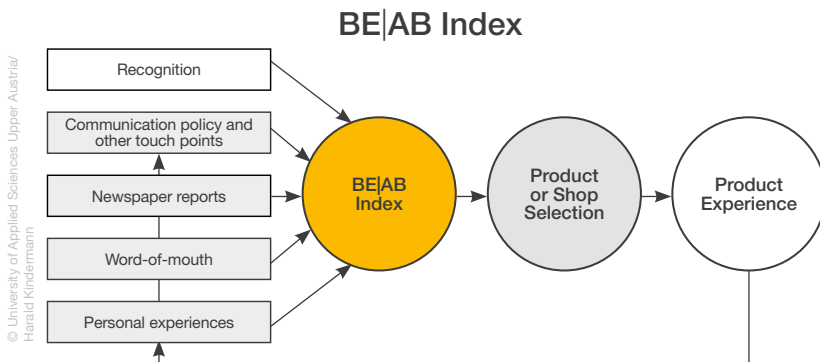 BE|AB Index
© University of Applied Sciences Upper Austria/
Harald Kindermann
Recognition
Communication policy and
other touch points
Newspaper reports
Word-of-mouth
Personal experiences
BE|AB
Index
Product
or Shop
Selection
Product
Experience